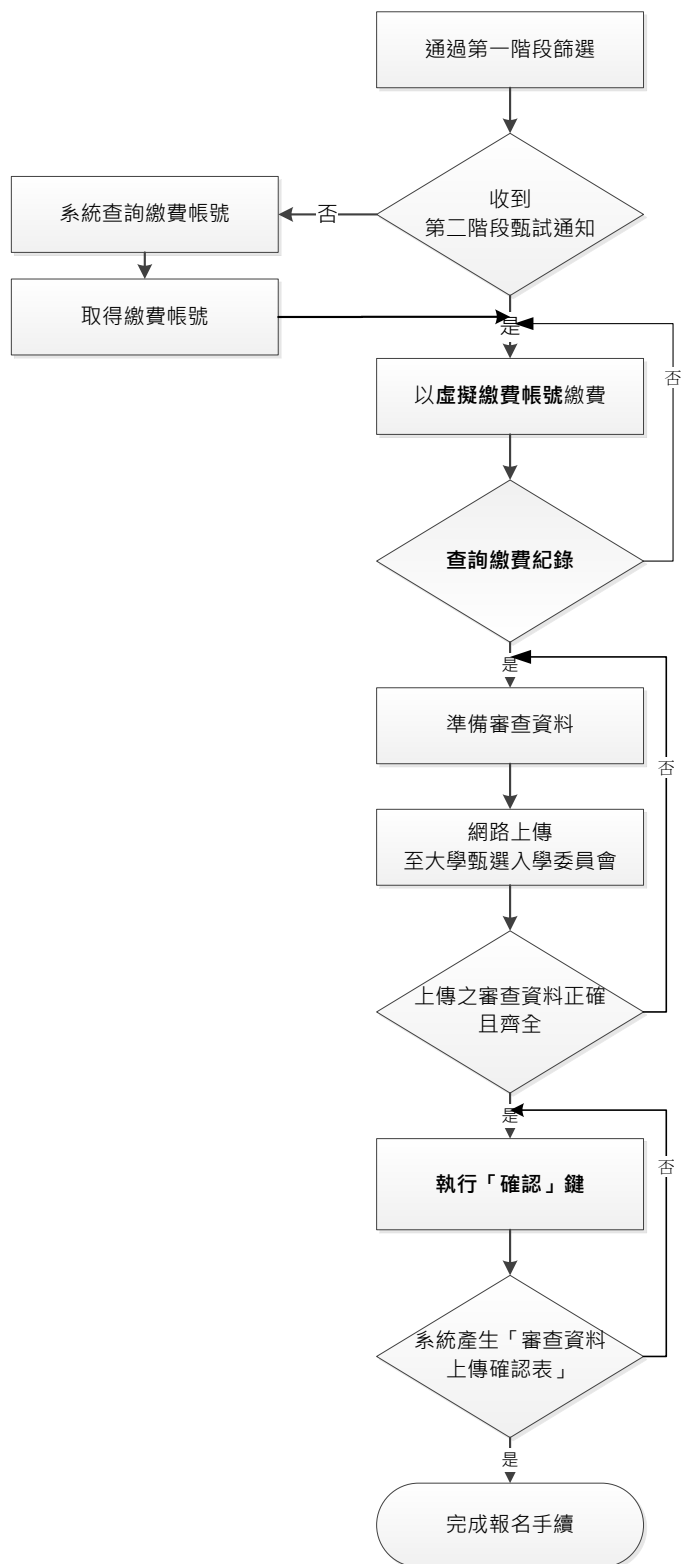 通過第一階段篩選
收到
第二階段甄試通知
否
系統查詢繳費帳號
取得繳費帳號
是
以虛擬繳費帳號繳費
否
查詢繳費紀錄
是
準備審查資料
否
網路上傳
至大學甄選入學委員會
上傳之審查資料正確
且齊全
是
執行「確認」鍵
否
系統產生「審查資料
上傳確認表」
是
完成報名手續